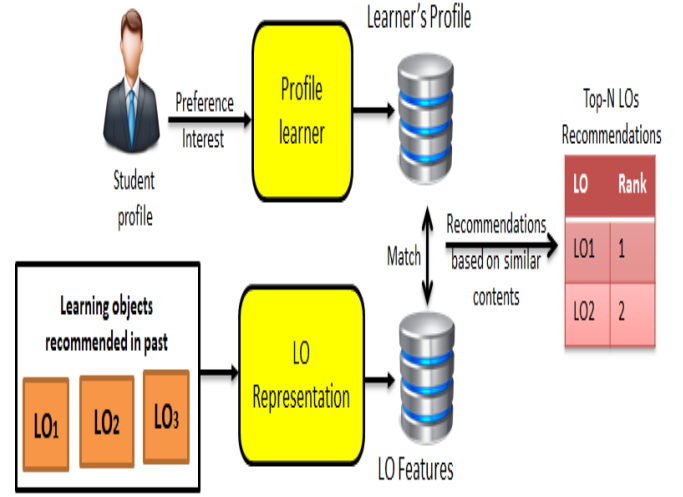 Learner's Profile
Preference
Interest
Profile
learner
Student
profile
Top-N LOs
Recommendations
LO Rank
LO1 1
LO2 2
Match
Recommendations
based on similar
contents
Learning objects
recommended in past
LO1 LO2 LO3
LO
Representation
LO Features